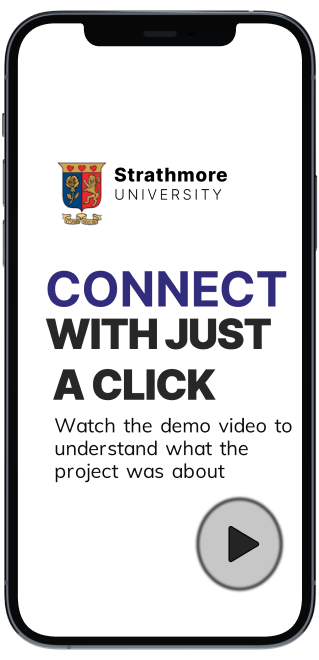 Strathmore
UNIVERSITY
CONNECT
WITH JUST
A CLICK
Watch the demo video to
understand what the
project was about